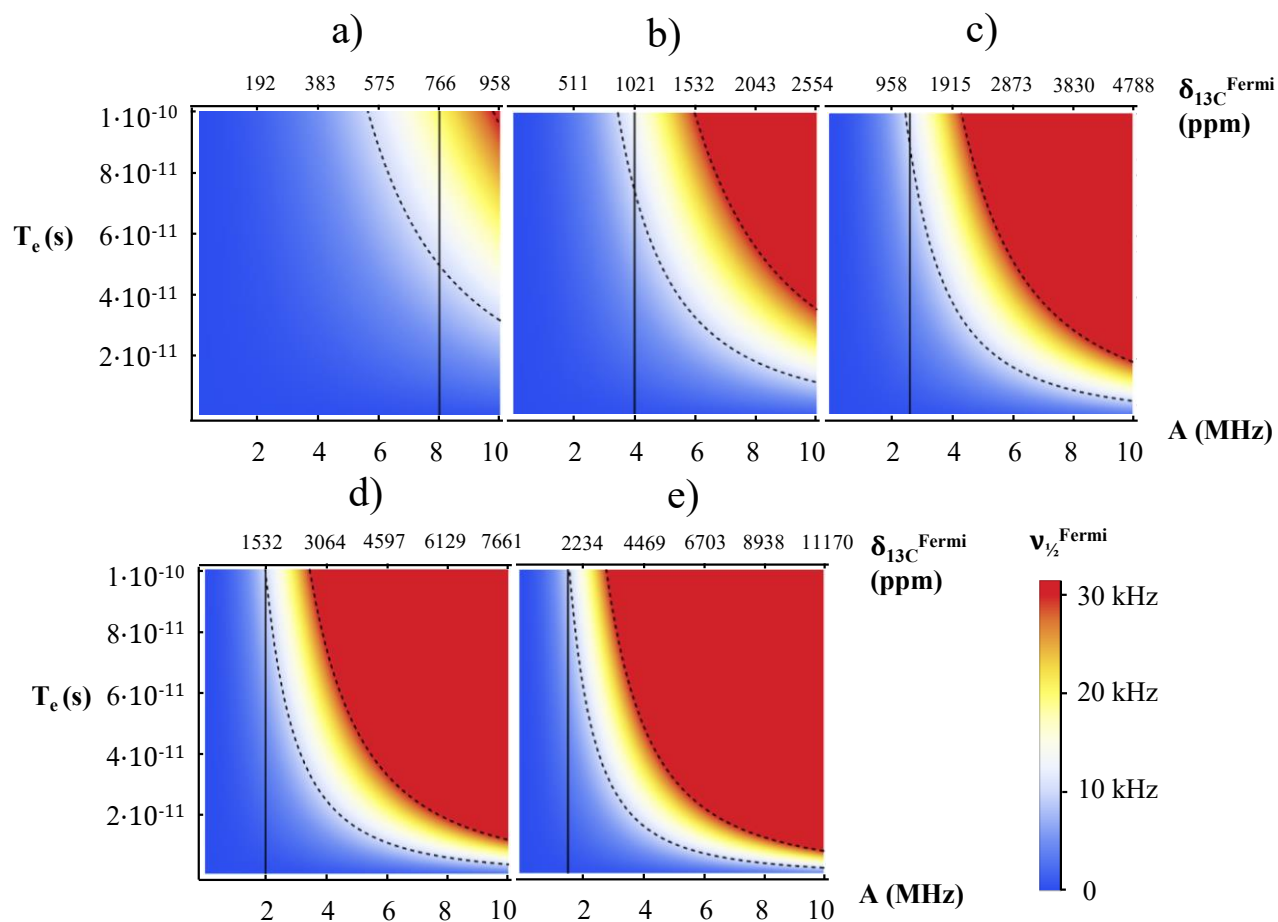 a)
b)
c)
192 383 575 766 958
511 1021 1532 2043 2554
958 1915 2873 3830 4788
δ13C^Fermi
(ppm)
1·10⁻¹⁰
8·10⁻¹¹
6·10⁻¹¹
4·10⁻¹¹
2·10⁻¹¹
Te (s)
2 4 6 8 10
2 4 6 8 10
2 4 6 8 10
A (MHz)
d)
e)
1532 3064 4597 6129 7661
2234 4469 6703 8938 11170
δ13C^Fermi
(ppm)
ν½^Fermi
1·10⁻¹⁰
8·10⁻¹¹
6·10⁻¹¹
4·10⁻¹¹
2·10⁻¹¹
Te (s)
30 kHz
20 kHz
10 kHz
0
2 4 6 8 10
2 4 6 8 10
A (MHz)